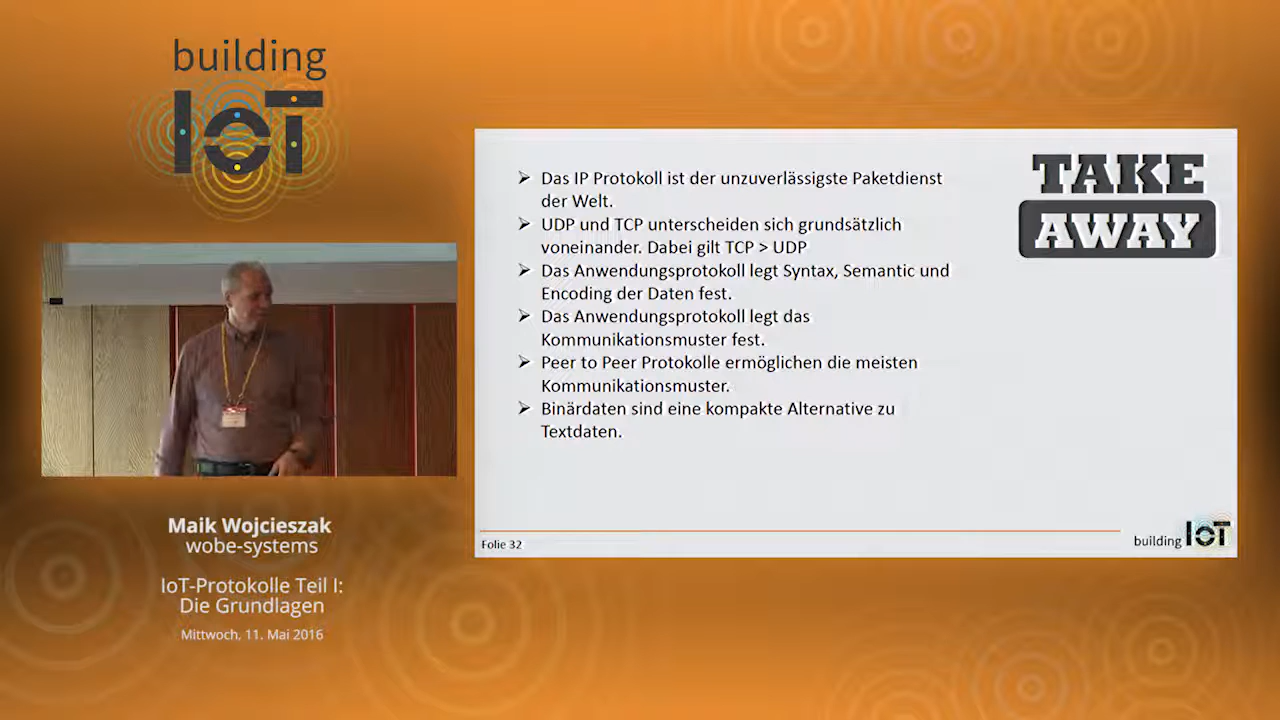 building
IoT
Maik Wojcieszak
wobe-systems
IoT-Protokolle Teil I:
Die Grundlagen
Mittwoch, 11. Mai 2016
TAKE
AWAY
➢ Das IP Protokoll ist der unzuverlässigste Paketdienst
der Welt.
➢ UDP und TCP unterscheiden sich grundsätzlich
voneinander. Dabei gilt TCP > UDP
➢ Das Anwendungsprotokoll legt Syntax, Semantic und
Encoding der Daten fest.
➢ Das Anwendungsprotokoll legt das
Kommunikationsmuster fest.
➢ Peer to Peer Protokolle ermöglichen die meisten
Kommunikationsmuster.
➢ Binärdaten sind eine kompakte Alternative zu
Textdaten.
Folie 32
building IoT